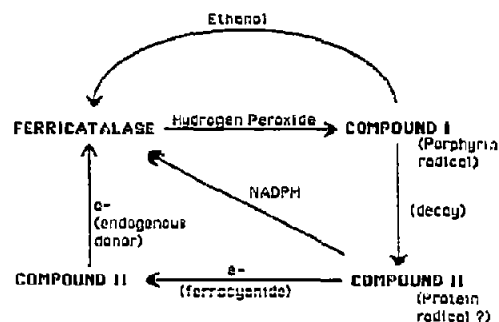 Ethanol
FERRICATALASE
Hydrogen Peroxide
COMPOUND I
(Porphyrin
radical)
NADPH
e-
(endogenous
donor)
(decay)
COMPOUND II
e-
(ferrocyanide)
COMPOUND II
(Protein
radical ?)